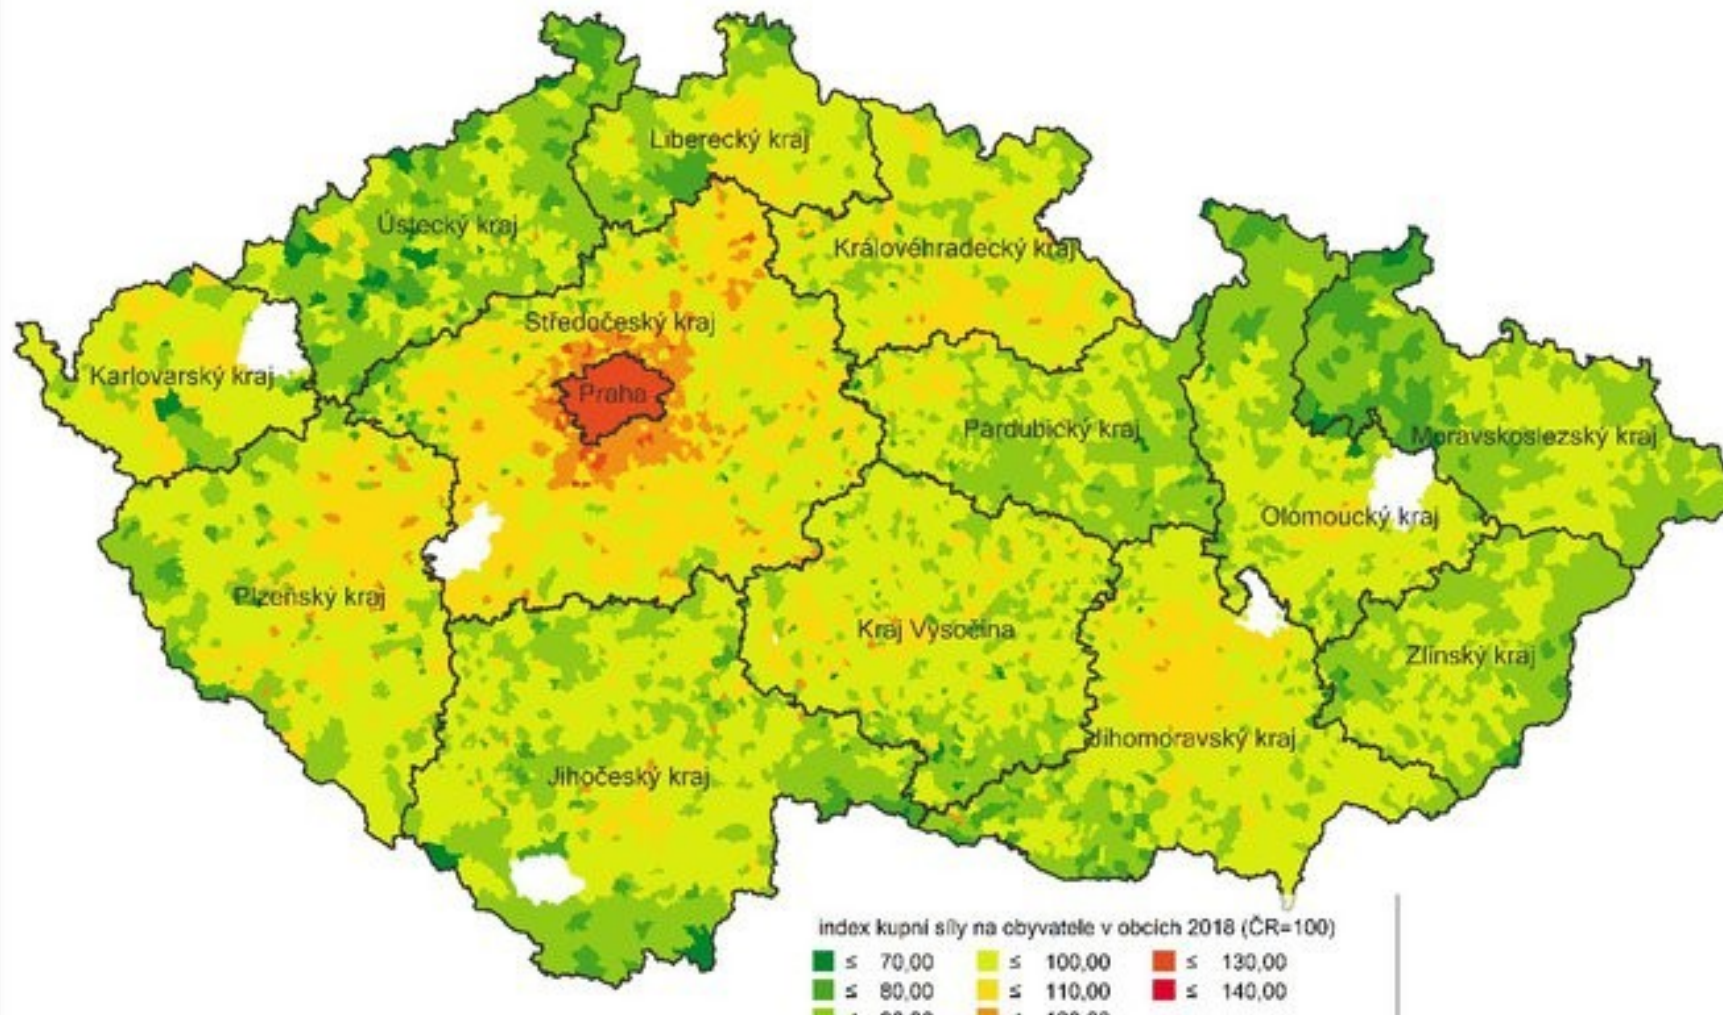 Liberecký kraj
Ústecký kraj
Královéhradecký kraj
Středočeský kraj
Karlovarský kraj
Praha
Pardubický kraj
Moravskoslezský kraj
Olomoucký kraj
Plzeňský kraj
Kraj Vysočina
Zlínský kraj
Jihomoravský kraj
Jihočeský kraj
index kupní síly na obyvatele v obcích 2018 (ČR=100)
≤ 70,00 ≤ 100,00 ≤ 130,00
≤ 80,00 ≤ 110,00 ≤ 140,00